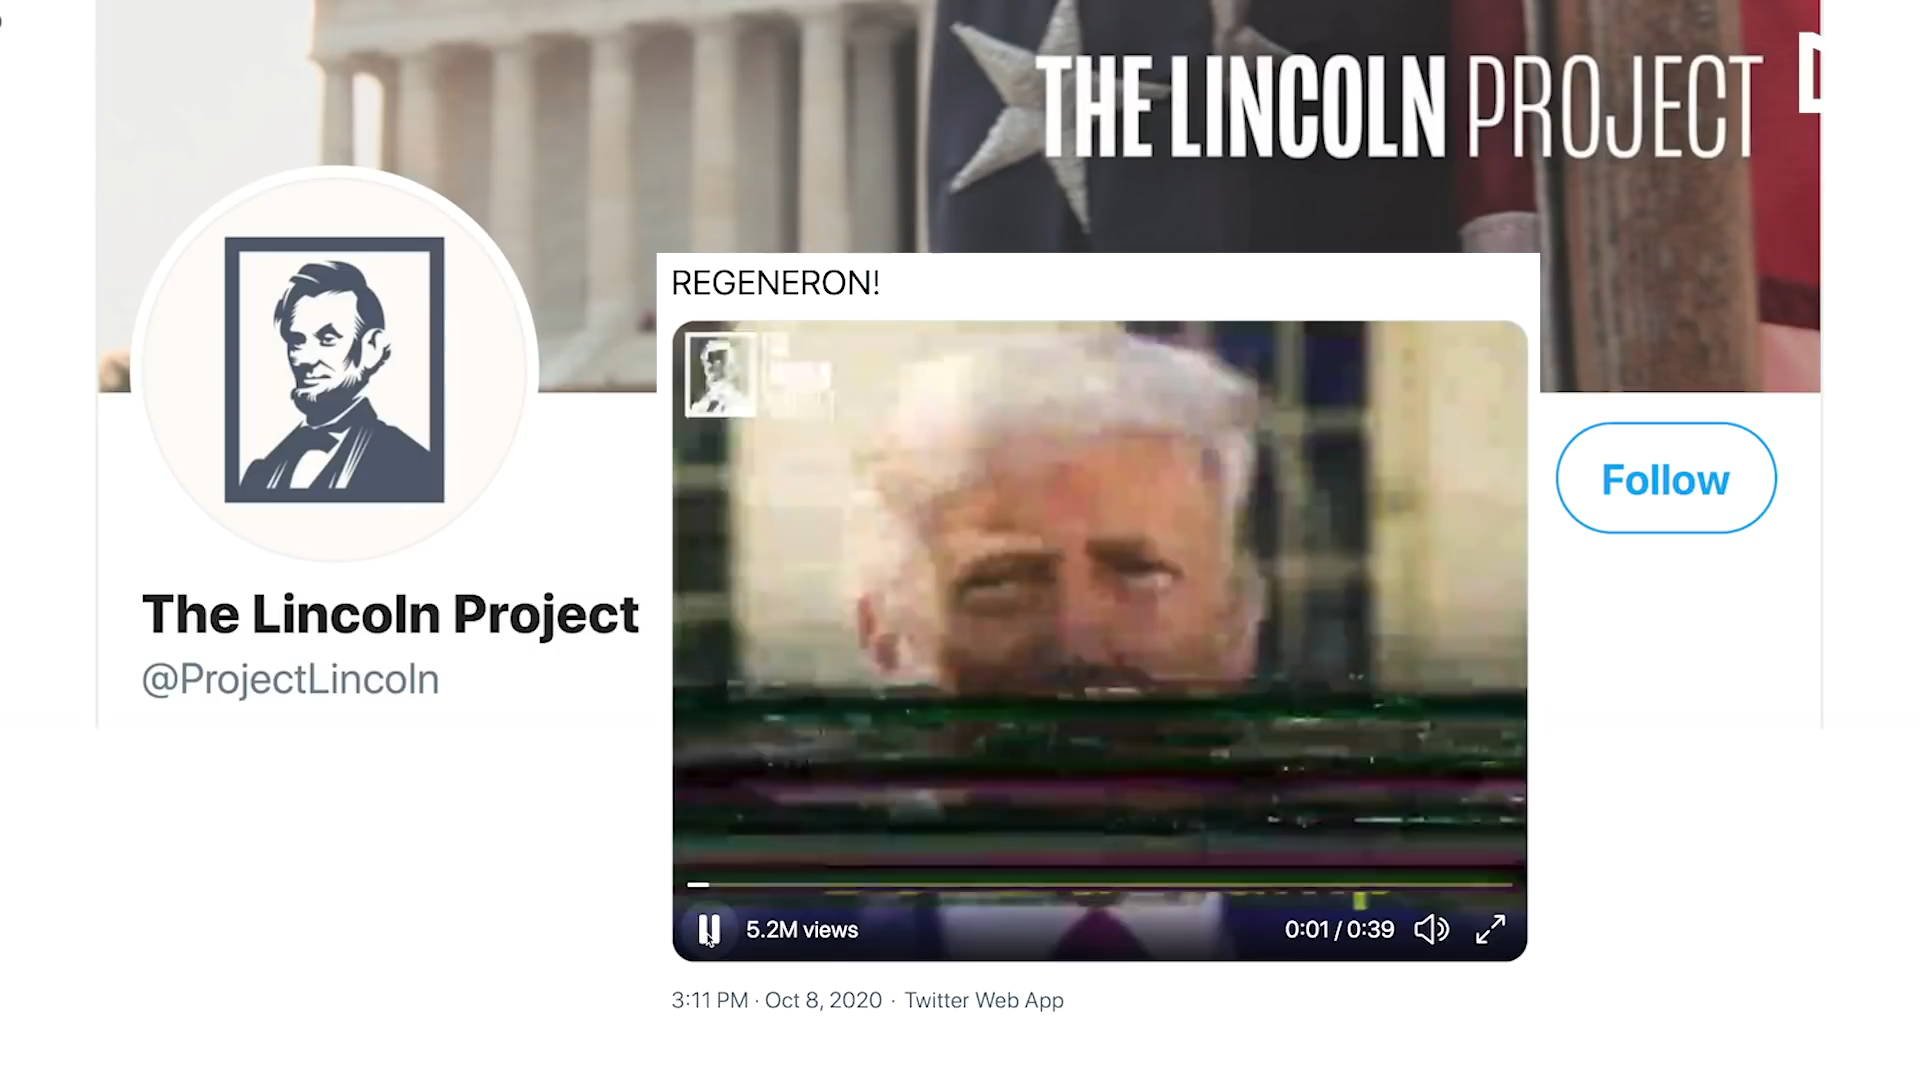 THE LINCOLN PROJECT
REGENERON!
Follow
The Lincoln Project
@ProjectLincoln
5.2M views
0:01 / 0:39
3:11 PM · Oct 8, 2020 · Twitter Web App